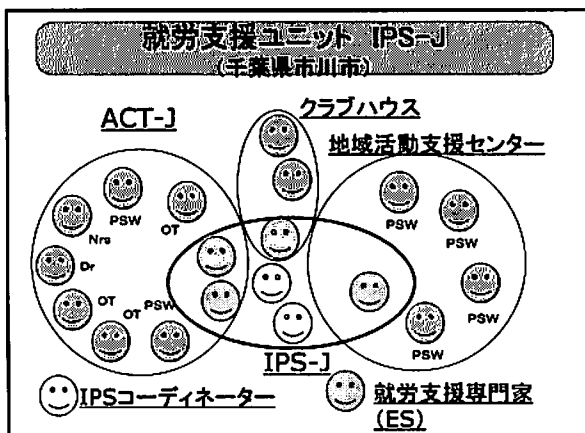 就労支援ユニット IPS-J
(千葉県市川市)
クラブハウス
ACT-J
地域活動支援センター
PSW
OT
Nrs
Dr
OT
OT
PSW
PSW
PSW
PSW
PSW
IPS-J
IPSコーディネーター
就労支援専門家
(ES)